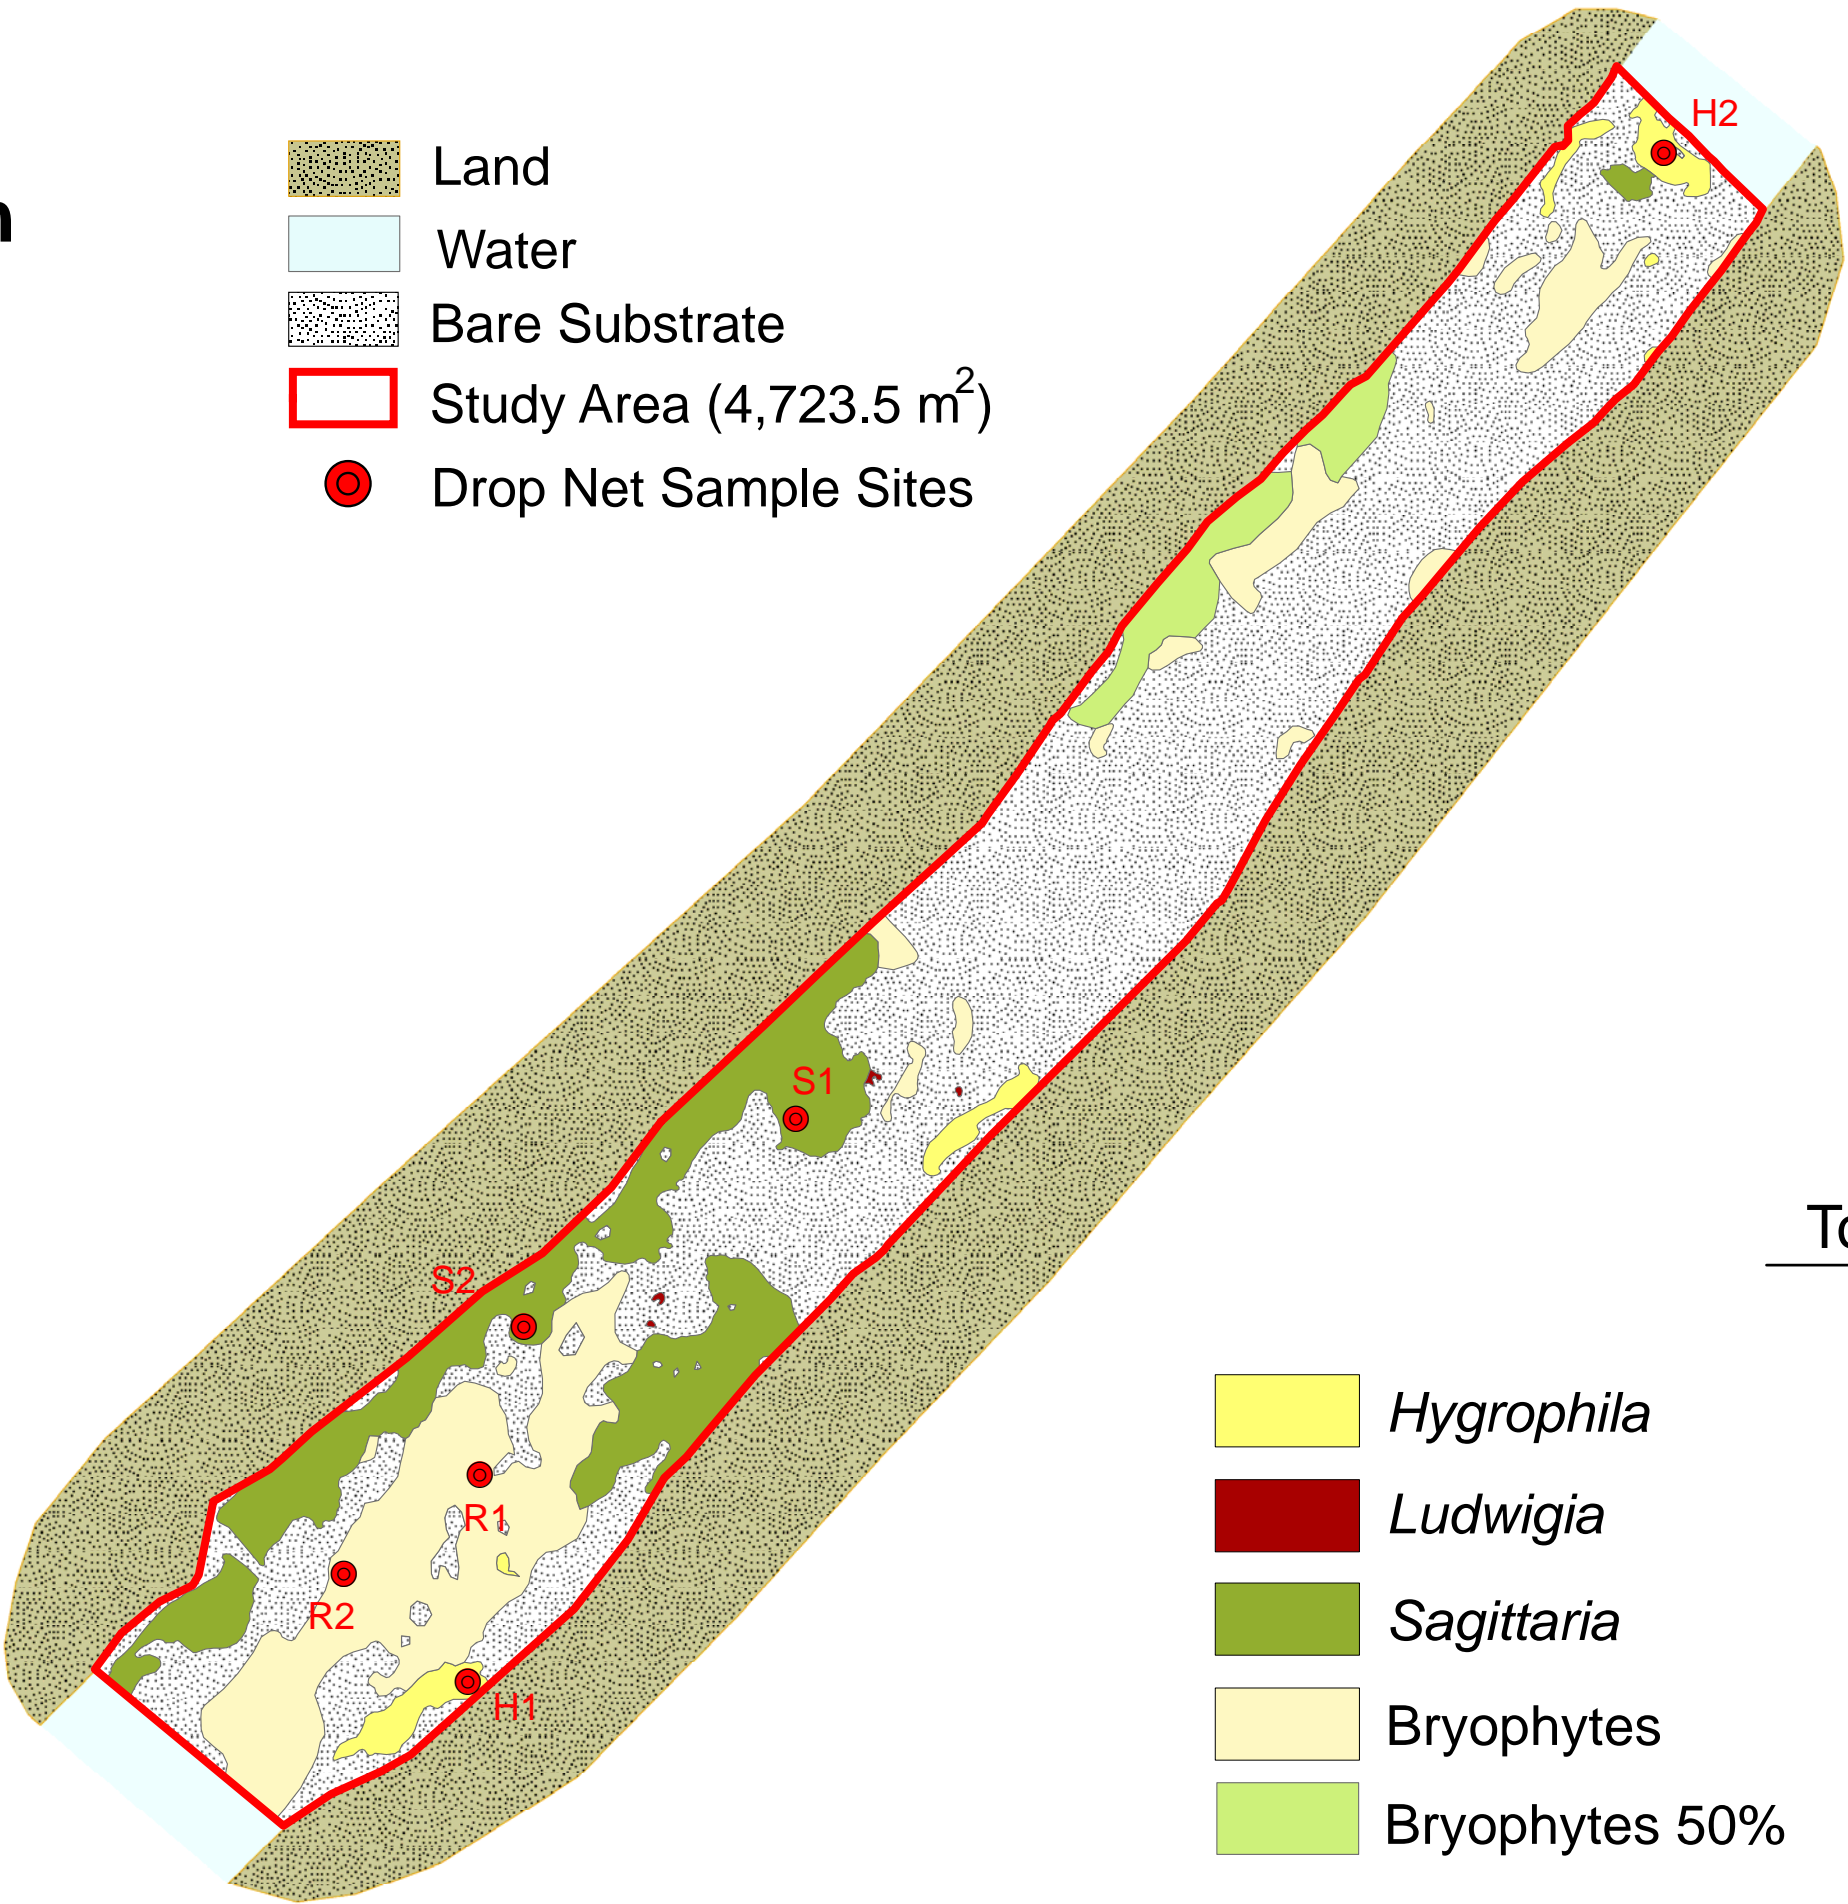 Land
Water
Bare Substrate
Study Area (4,723.5 m²)
Drop Net Sample Sites
H2
S1
S2
R1
R2
H1
Hygrophila
Ludwigia
Sagittaria
Bryophytes
Bryophytes 50%